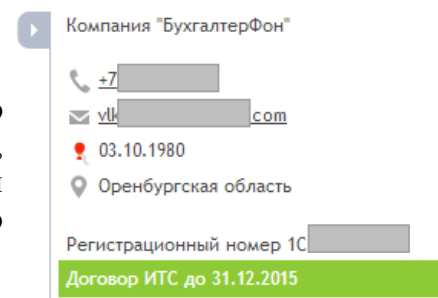 Компания "БухгалтерФон"
+7
vlk com
03.10.1980
Оренбургская область
Регистрационный номер 1С
Договор ИТС до 31.12.2015